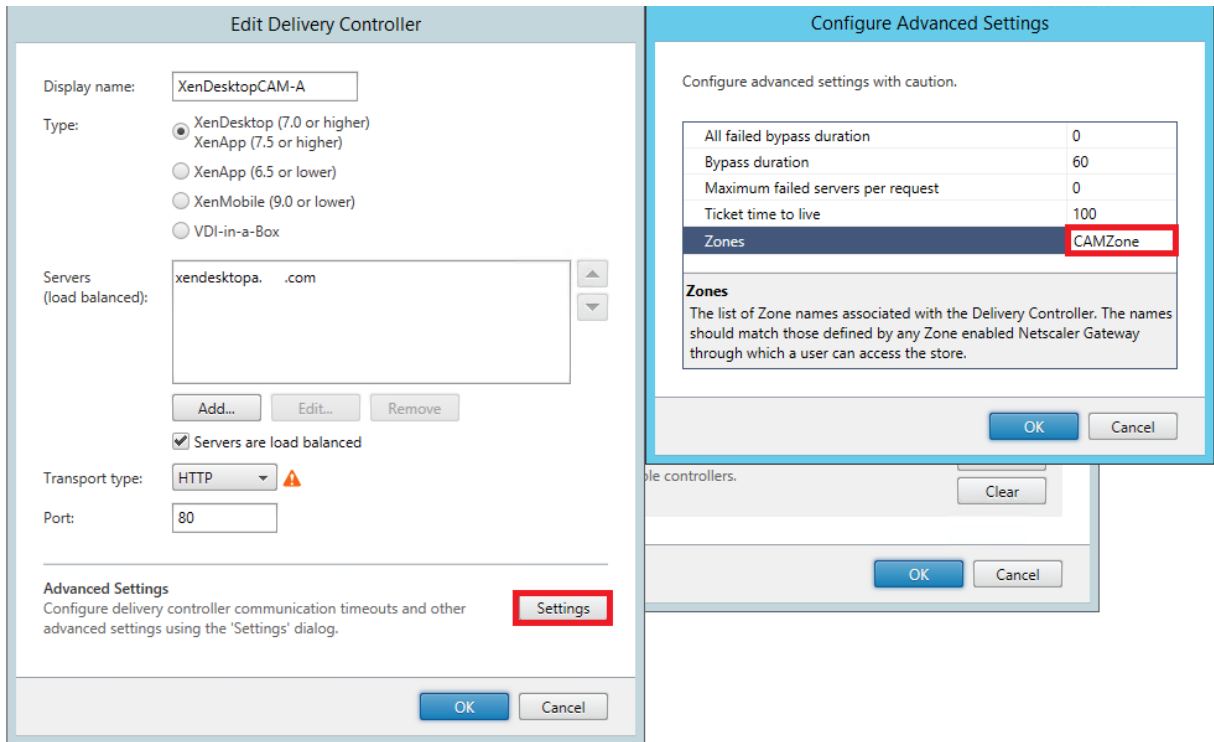 Edit Delivery Controller
Display name: XenDesktopCAM-A
Type: XenDesktop (7.0 or higher)
XenApp (7.5 or higher)
XenApp (6.5 or lower)
XenMobile (9.0 or lower)
VDI-in-a-Box
Servers
(load balanced):
xendesktopa. .com
Add... Edit... Remove
Servers are load balanced
Transport type: HTTP
Port: 80
Advanced Settings
Configure delivery controller communication timeouts and other
advanced settings using the 'Settings' dialog.
Settings
OK Cancel
Configure Advanced Settings
Configure advanced settings with caution.
All failed bypass duration 0
Bypass duration 60
Maximum failed servers per request 0
Ticket time to live 100
Zones CAMZone
Zones
The list of Zone names associated with the Delivery Controller. The names
should match those defined by any Zone enabled Netscaler Gateway
through which a user can access the store.
OK Cancel
controllers.
Clear
OK Cancel